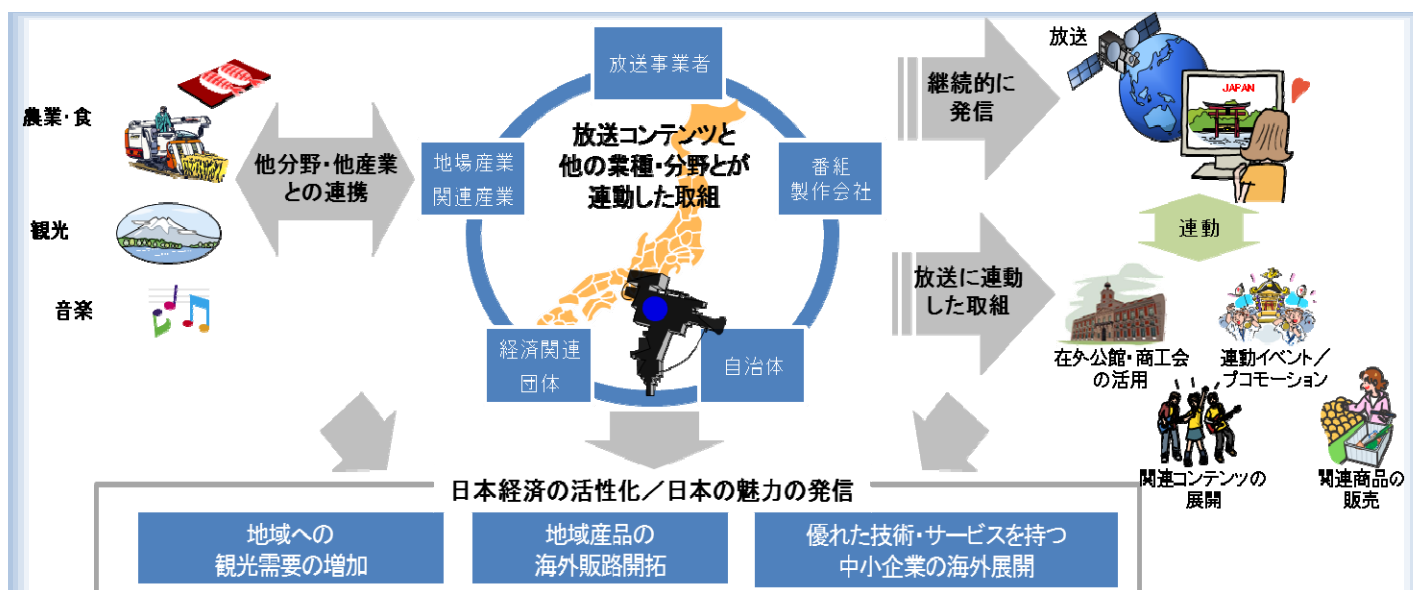 放送事業者
放送
JAPAN
農業・食
他分野・他産業
との連携
地場産業
関連産業
放送コンテンツと
他の業種・分野とが
連動した取組
番組
製作会社
継続的に
発信
観光
音楽
経済関連
団体
自治体
放送に連動
した取組
連動
在外公館・商工会
の活用
連動イベント／
プコモーション
関連コンテンツの
展開
関連商品の
販売
日本経済の活性化／日本の魅力の発信
地域への
観光需要の増加
地域産品の
海外販路開拓
優れた技術・サービスを持つ
中小企業の海外展開